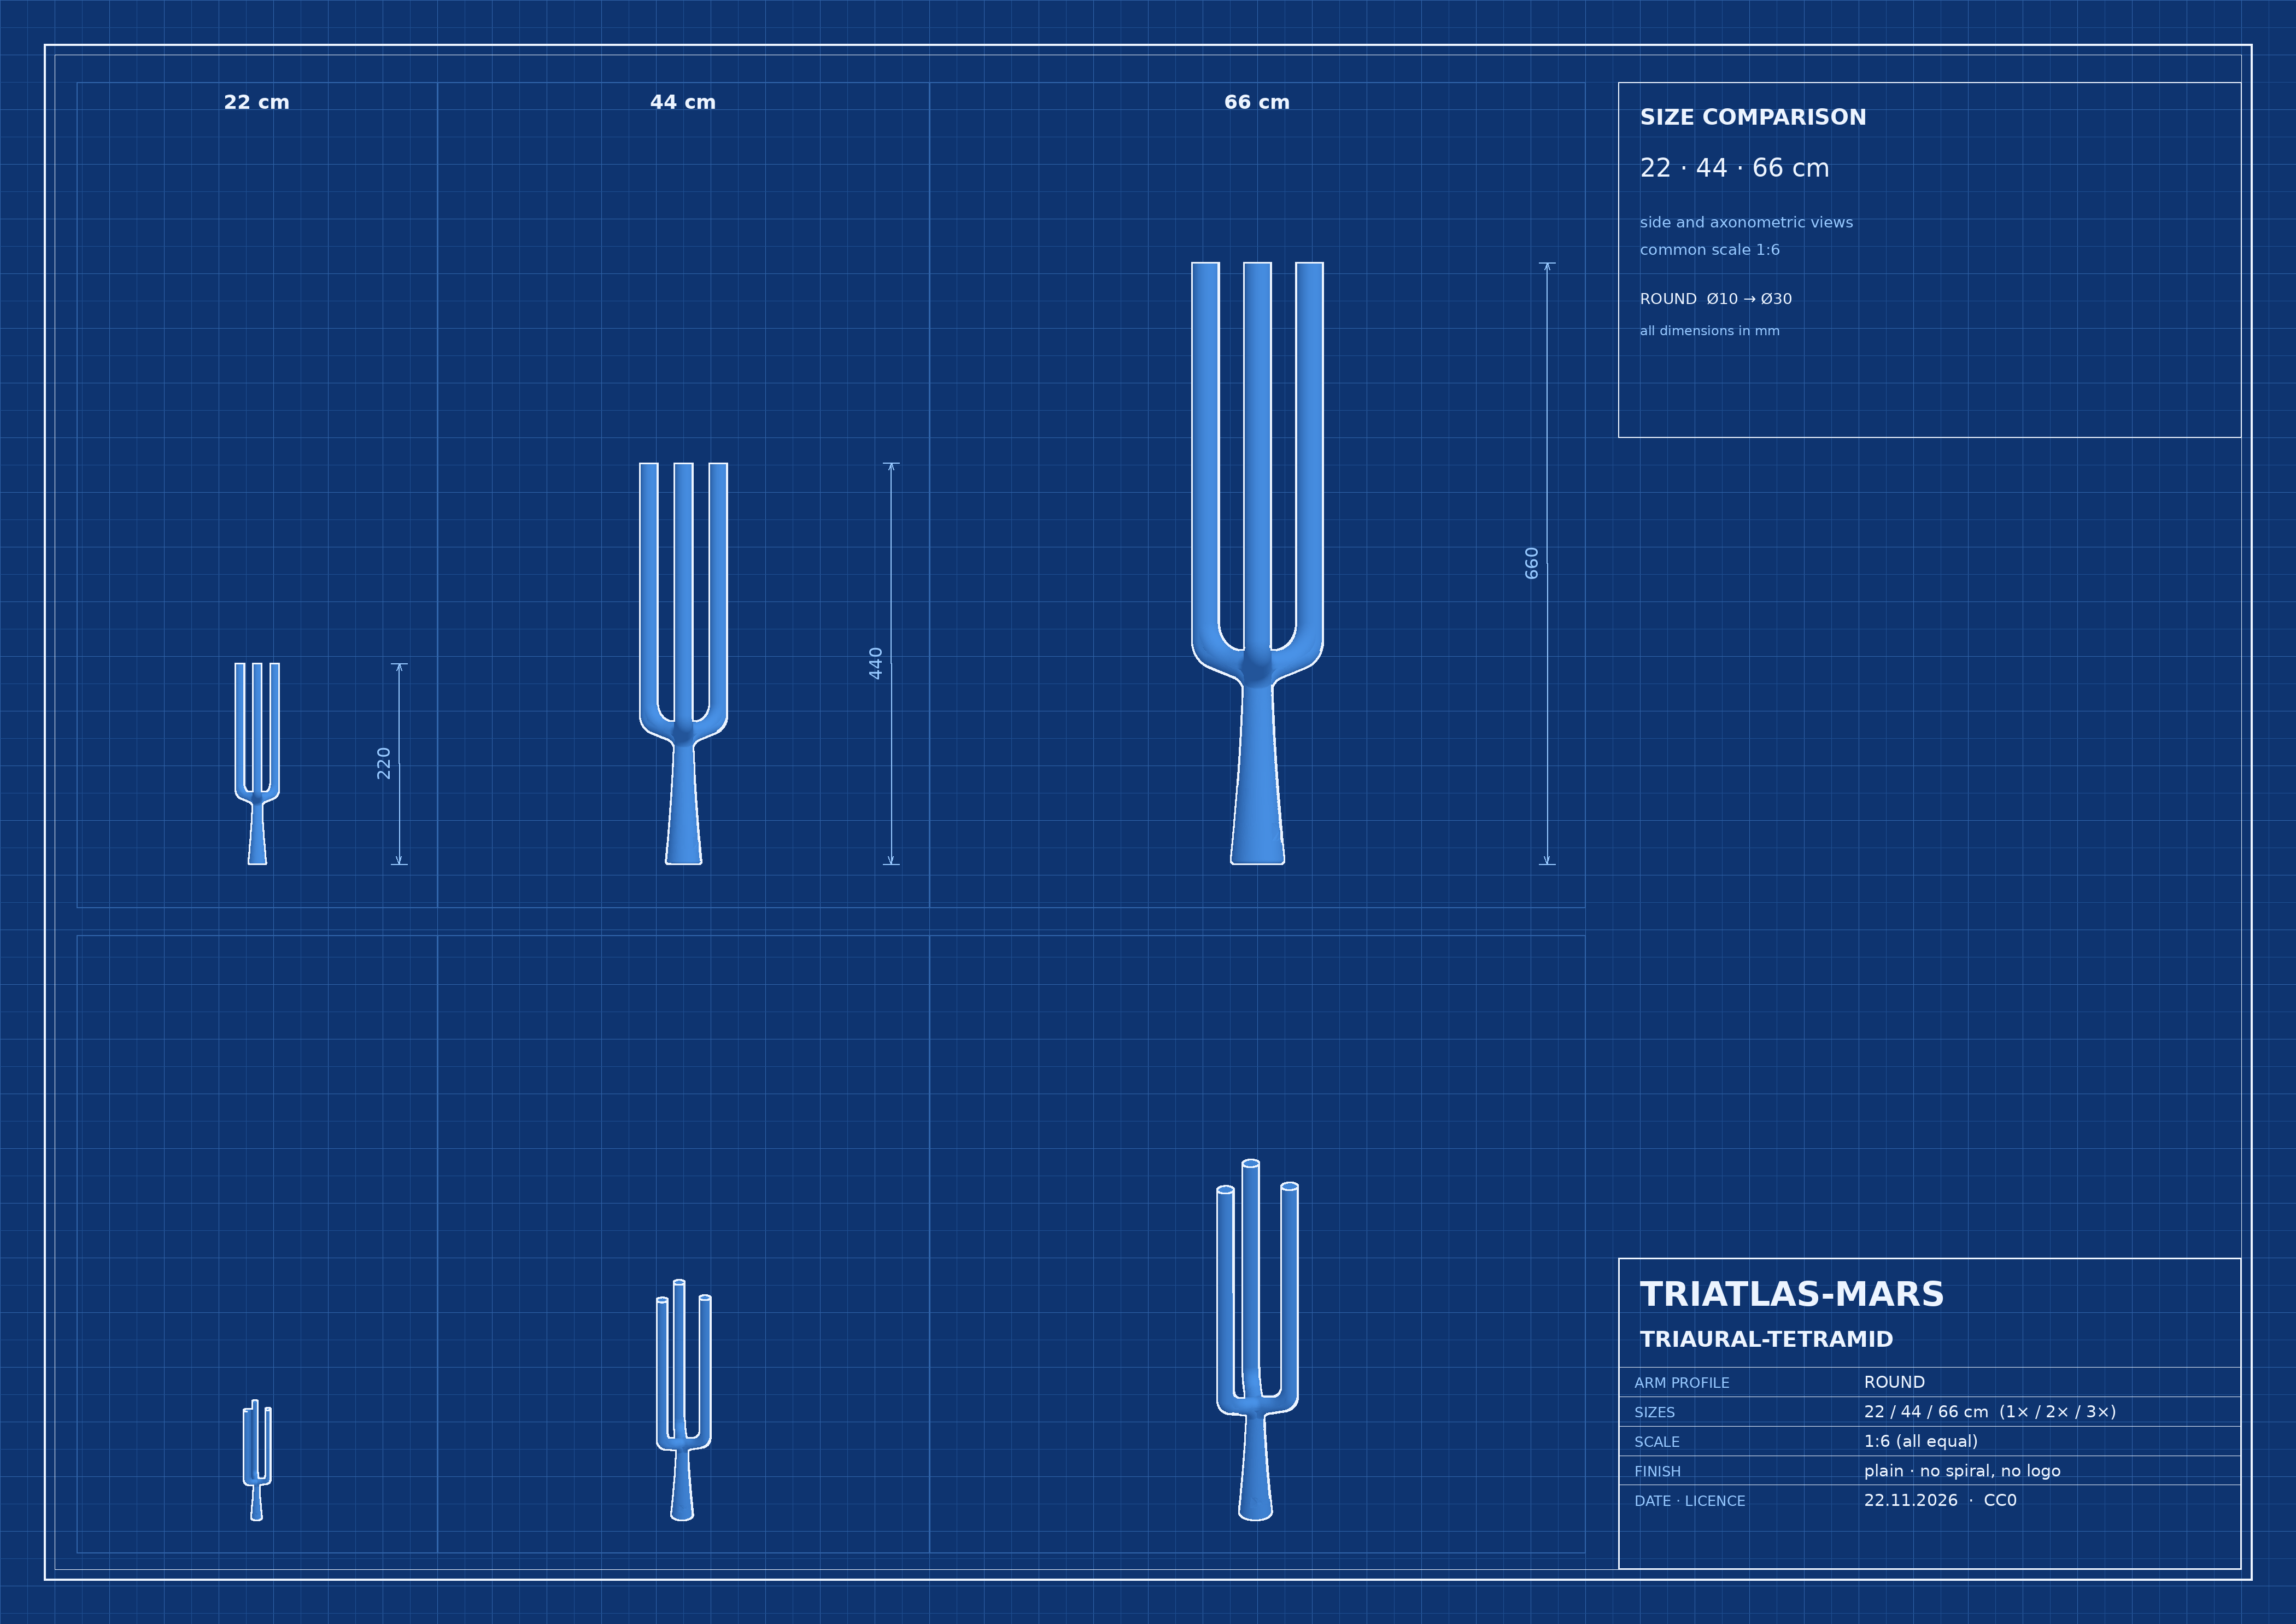 22 cm
44 cm
66 cm
220
440
660
SIZE COMPARISON
22 · 44 · 66 cm
side and axonometric views
common scale 1:6
ROUND Ø10 → Ø30
all dimensions in mm
TRIATLAS-MARS
TRIAURAL-TETRAMID
ARM PROFILE ROUND
SIZES 22 / 44 / 66 cm (1× / 2× / 3×)
SCALE 1:6 (all equal)
FINISH plain · no spiral, no logo
DATE · LICENCE 22.11.2026 · CC0